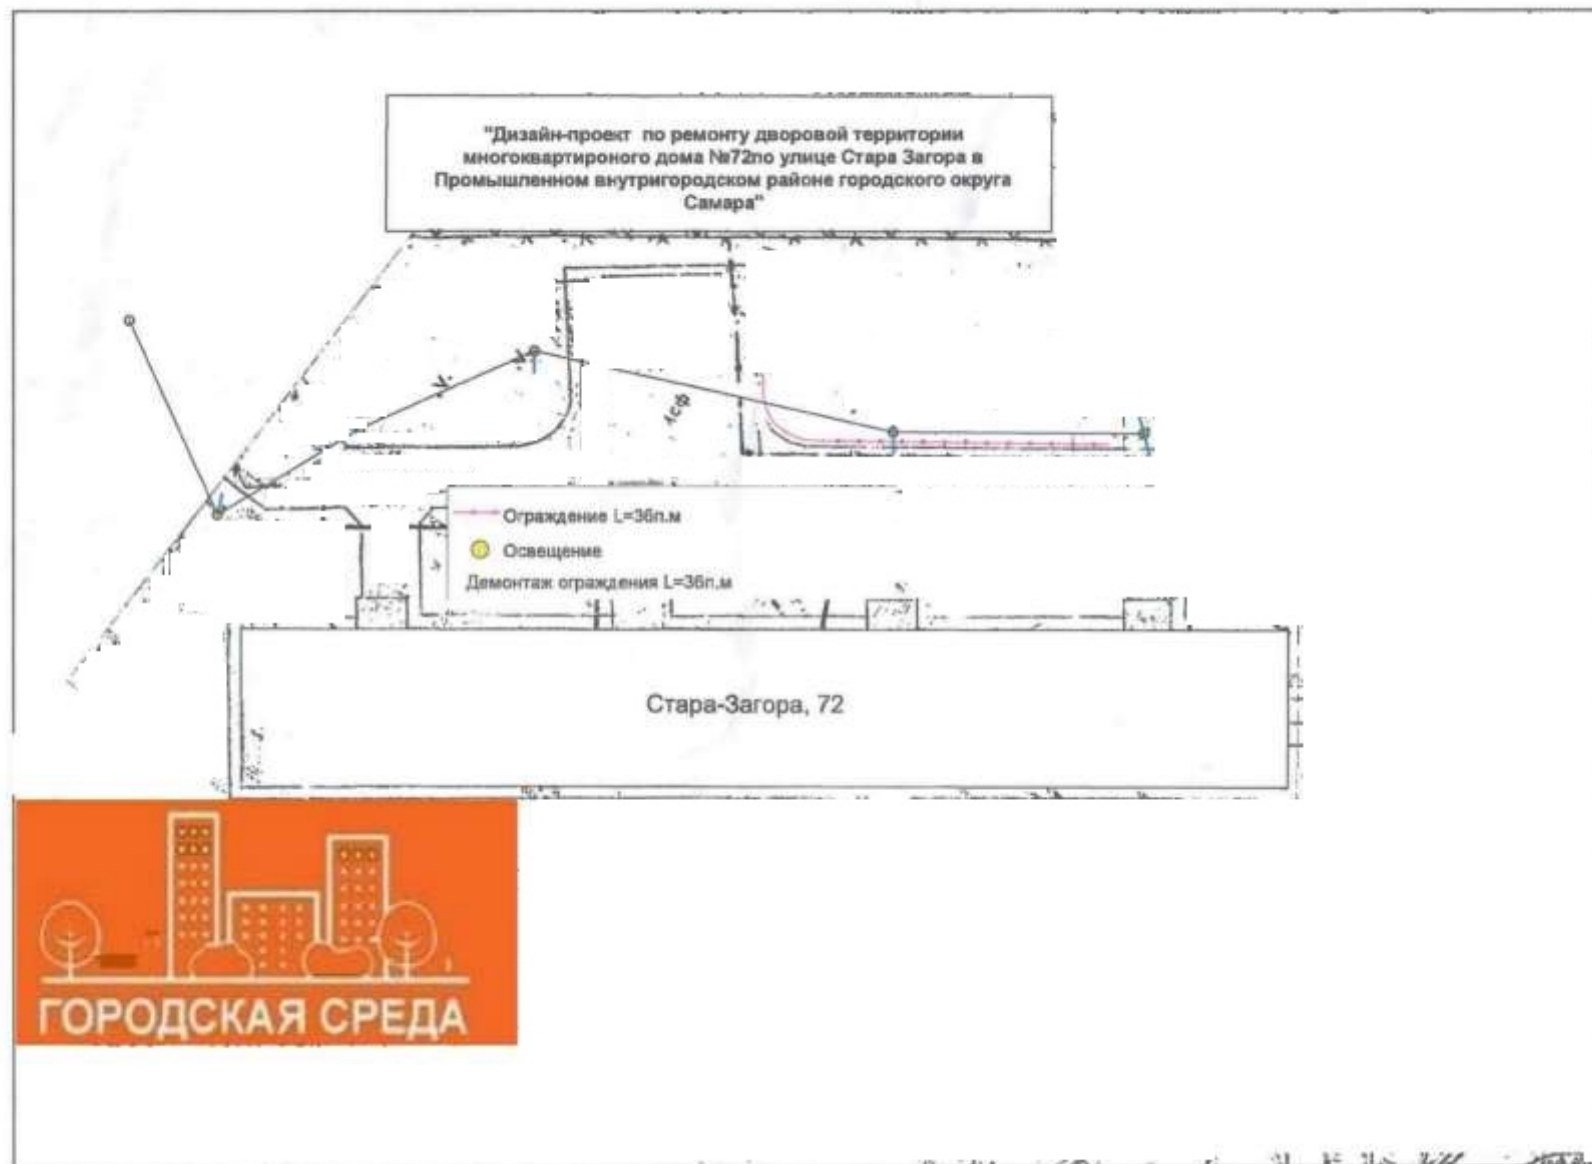 "Дизайн-проект по ремонту дворовой территории
многоквартироного дома №72по улице Стара Загора в
Промышленном внутригородском районе городского округа
Самара"
Асф
Ограждение L=36п.м
Освещение
Демонтаж ограждения L=36п.м
Стара-Загора, 72
ГОРОДСКАЯ СРЕДА